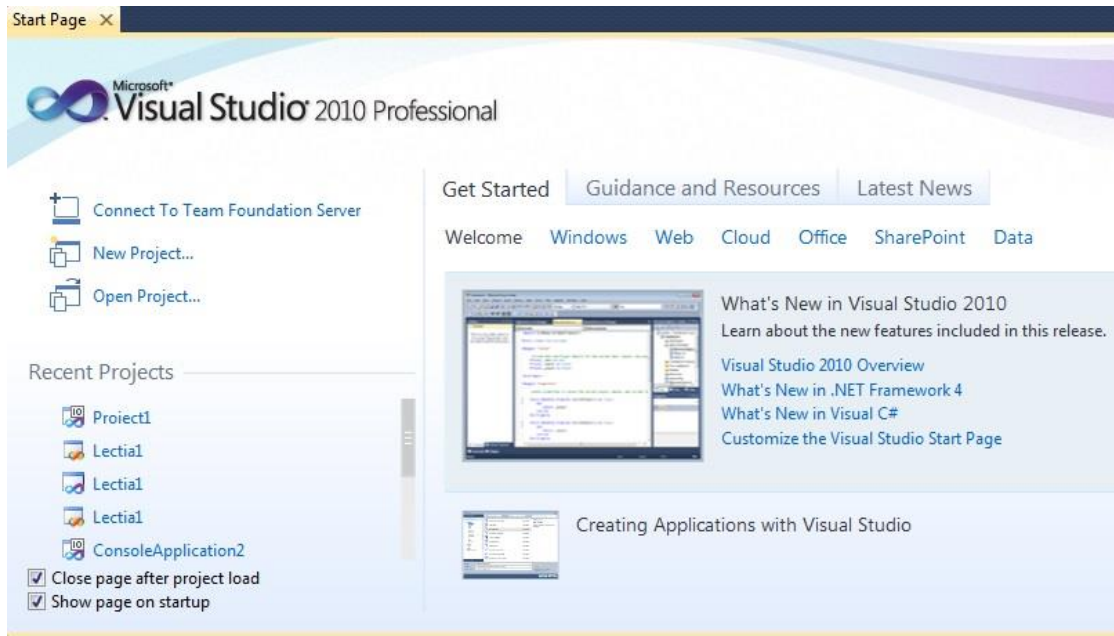 Start Page
Microsoft®
Visual Studio® 2010 Professional
Connect To Team Foundation Server
New Project...
Open Project...
Recent Projects
Proiect1
Lectia1
Lectia1
Lectia1
ConsoleApplication2
Close page after project load
Show page on startup
Get Started Guidance and Resources Latest News
Welcome Windows Web Cloud Office SharePoint Data
What's New in Visual Studio 2010
Learn about the new features included in this release.
Visual Studio 2010 Overview
What's New in .NET Framework 4
What's New in Visual C#
Customize the Visual Studio Start Page
Creating Applications with Visual Studio